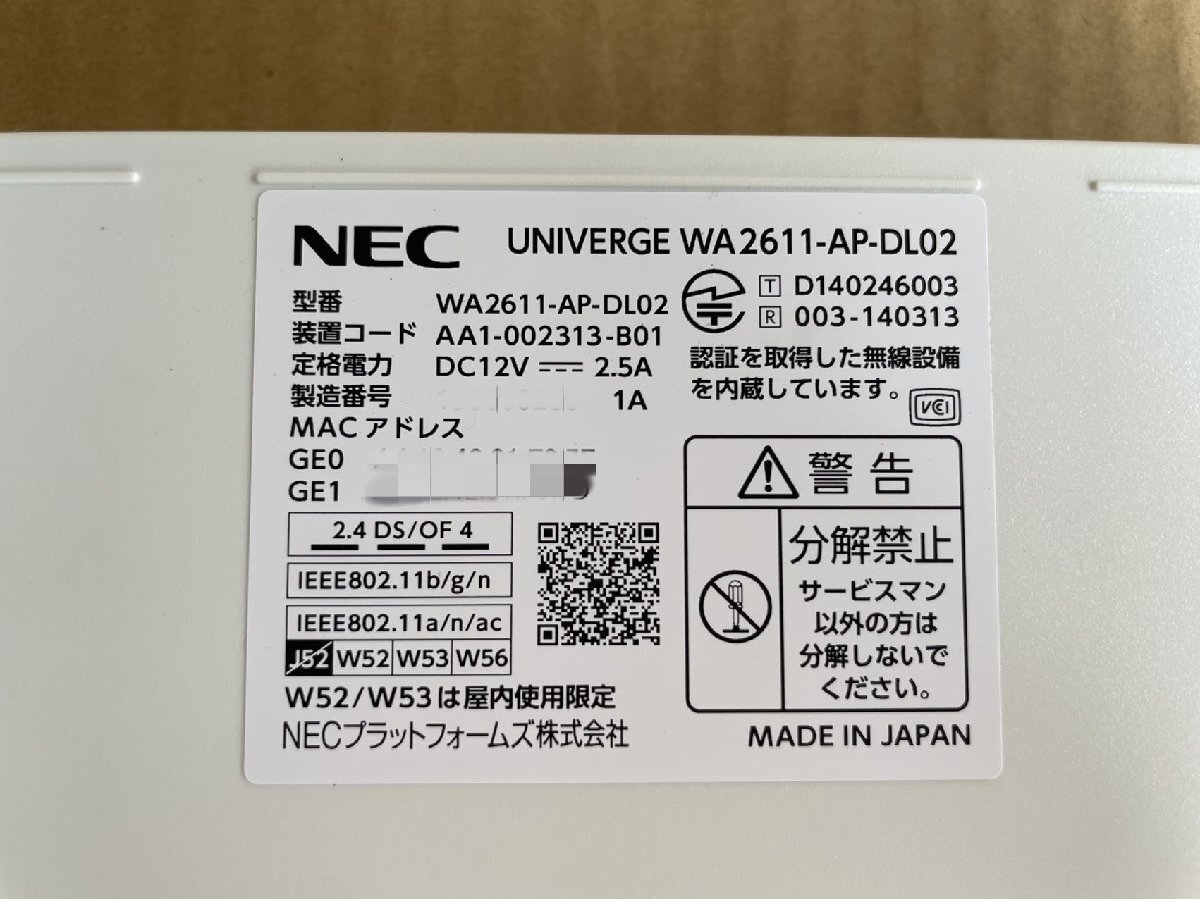 NEC UNIVERGE WA2611-AP-DL02
型番 WA2611-AP-DL02
装置コード AA1-002313-B01
定格電力 DC12V 2.5A
製造番号 1A
MACアドレス
GE0
GE1
T D140246003
R 003-140313
認証を取得した無線設備
を内蔵しています。
VCI
2.4 DS/OF 4
IEEE802.11b/g/n
IEEE802.11a/n/ac
J52 W52 W53 W56
W52/W53は屋内使用限定
NECプラットフォームズ株式会社
警告
分解禁止
サービスマン
以外の方は
分解しないで
ください。
MADE IN JAPAN